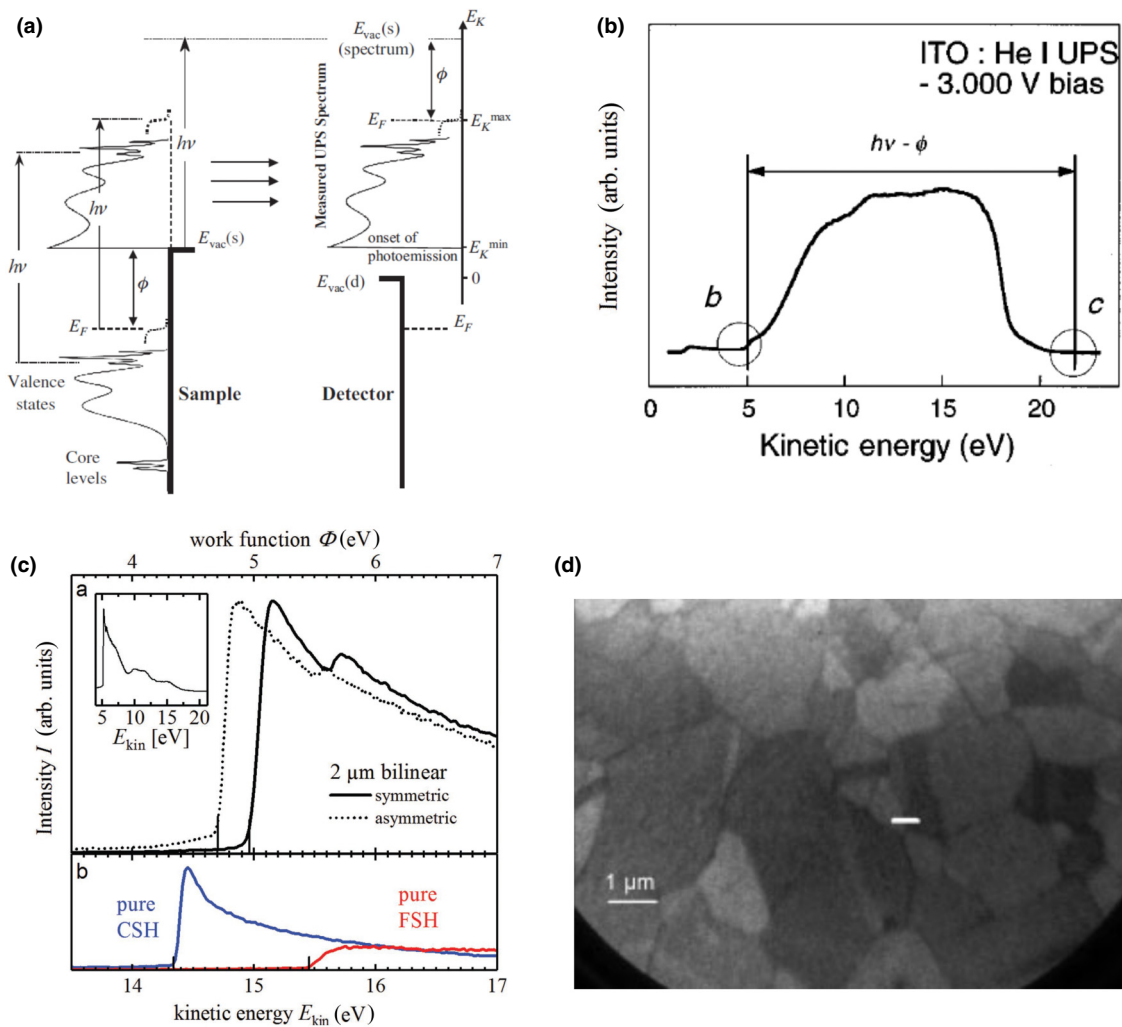 (a)
E_K
E_vac(s)
(spectrum)
ϕ
Measured UPS Spectrum
E_F
E_K^max
hν
hν
hν
E_vac(s)
onset of
photoemission
E_K^min
0
ϕ
E_vac(d)
E_F
E_F
Valence
states
Sample
Detector
Core
levels
(b)
ITO : He I UPS
- 3.000 V bias
hν - ϕ
Intensity (arb. units)
b
c
0 5 10 15 20
Kinetic energy (eV)
(c)
work function Φ (eV)
4 5 6 7
a
5 10 15 20
E_kin [eV]
Intensity I (arb. units)
2 μm bilinear
symmetric
asymmetric
b
pure
CSH
pure
FSH
14 15 16 17
kinetic energy E_kin (eV)
(d)
1 μm